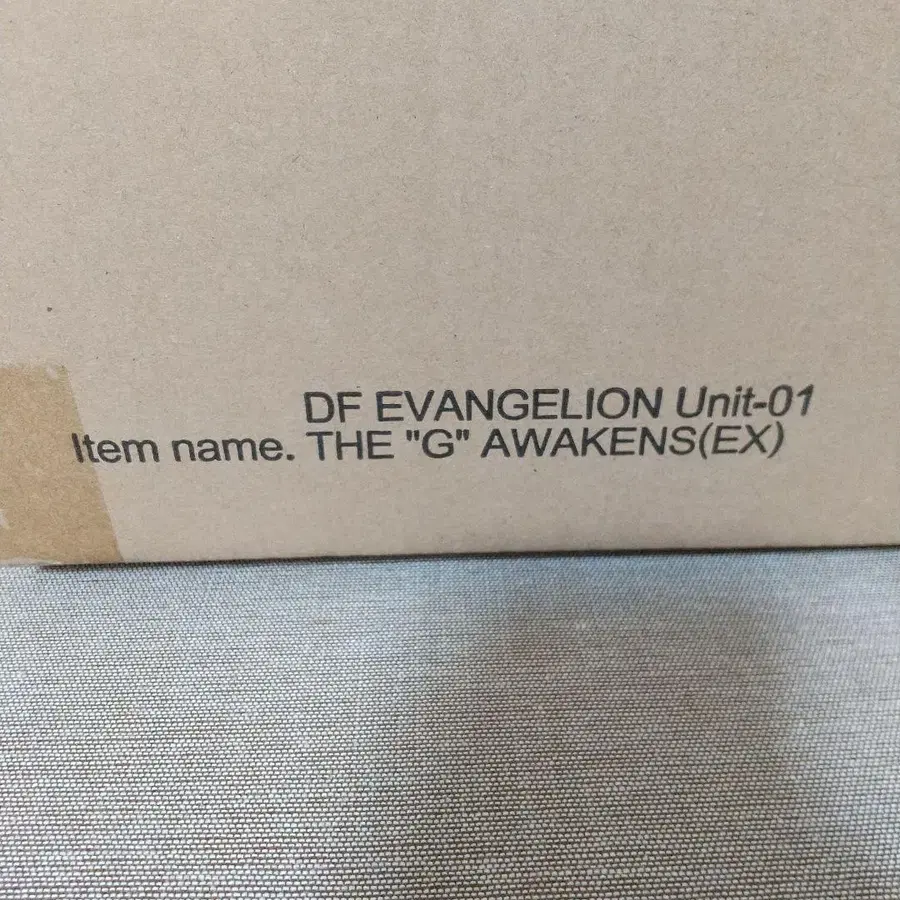 DF EVANGELION Unit-01
Item name. THE "G" AWAKENS(EX)